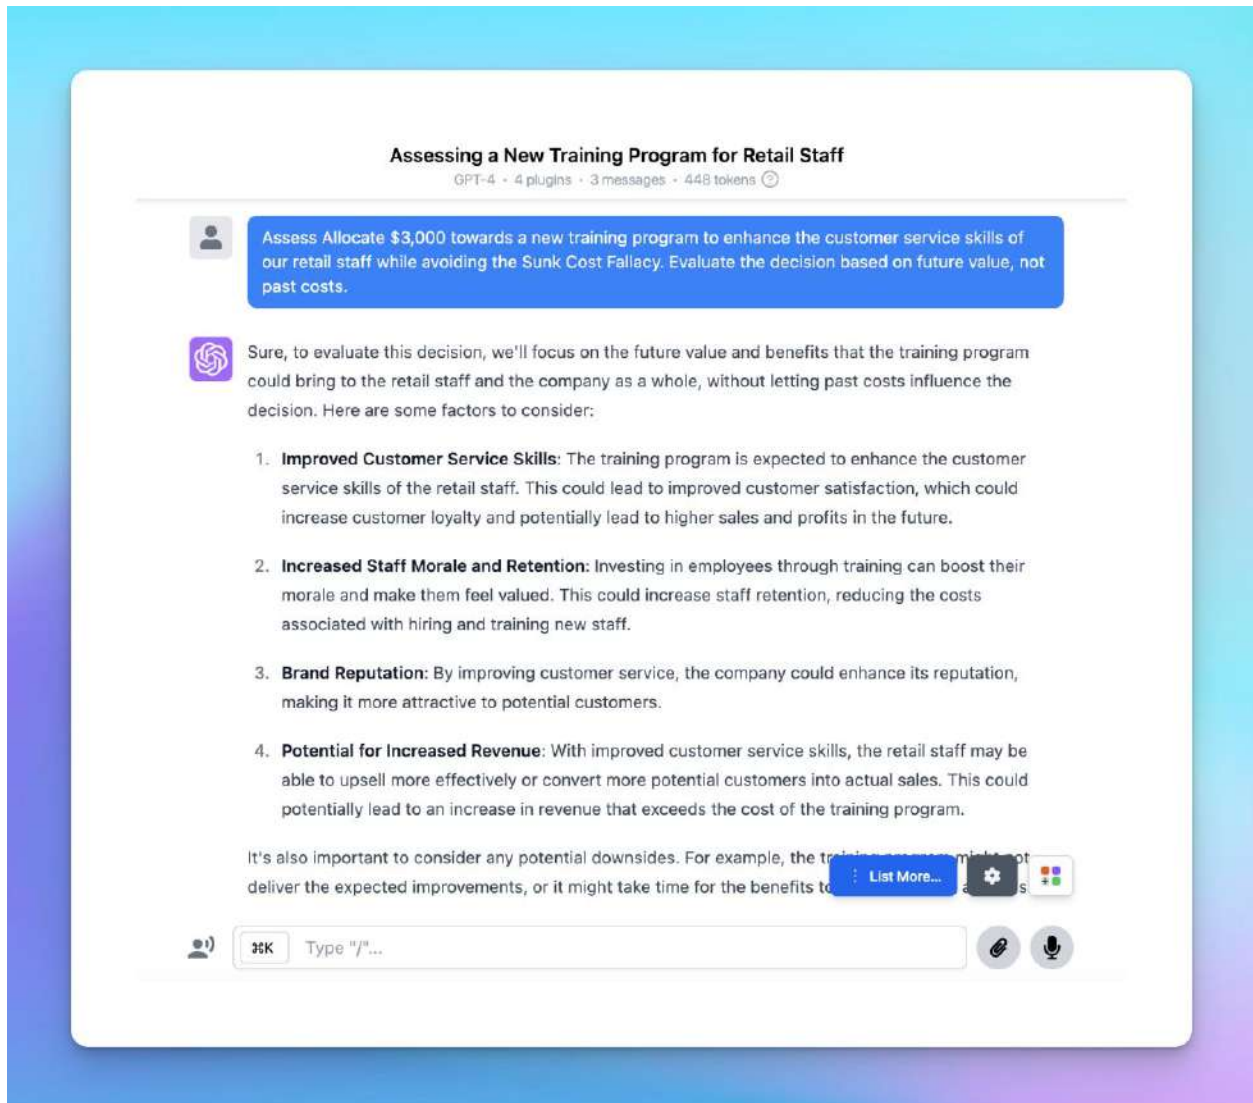 Assessing a New Training Program for Retail Staff
GPT-4 • 4 plugins • 3 messages • 448 tokens ?
Assess Allocate $3,000 towards a new training program to enhance the customer service skills of
our retail staff while avoiding the Sunk Cost Fallacy. Evaluate the decision based on future value, not
past costs.
Sure, to evaluate this decision, we'll focus on the future value and benefits that the training program
could bring to the retail staff and the company as a whole, without letting past costs influence the
decision. Here are some factors to consider:
1. Improved Customer Service Skills: The training program is expected to enhance the customer
service skills of the retail staff. This could lead to improved customer satisfaction, which could
increase customer loyalty and potentially lead to higher sales and profits in the future.
2. Increased Staff Morale and Retention: Investing in employees through training can boost their
morale and make them feel valued. This could increase staff retention, reducing the costs
associated with hiring and training new staff.
3. Brand Reputation: By improving customer service, the company could enhance its reputation,
making it more attractive to potential customers.
4. Potential for Increased Revenue: With improved customer service skills, the retail staff may be
able to upsell more effectively or convert more potential customers into actual sales. This could
potentially lead to an increase in revenue that exceeds the cost of the training program.
It's also important to consider any potential downsides. For example, the training program might not
deliver the expected improvements, or it might take time for the benefits to
List More...
⌘K Type "/"...